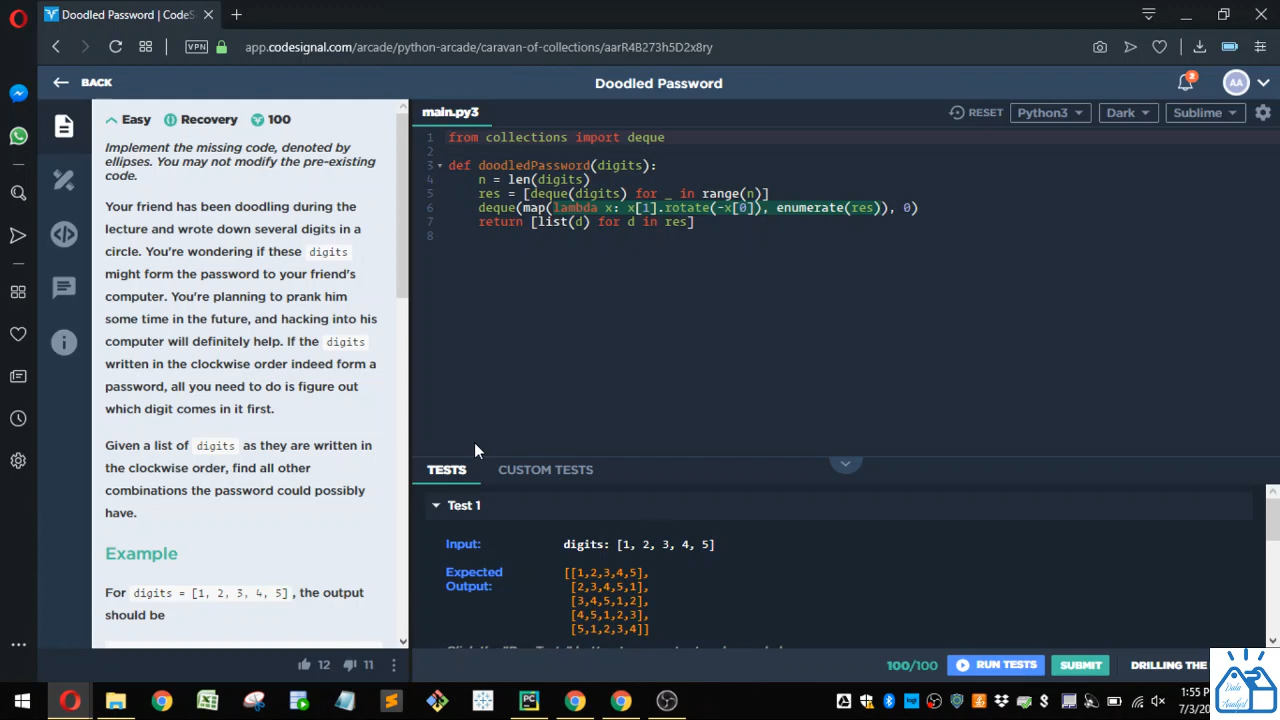 Doodled Password | CodeS
VPN
app.codesignal.com/arcade/python-arcade/caravan-of-collections/aarR4B273h5D2x8ry
BACK
Doodled Password
2
AA
Easy
Recovery
100
main.py3
RESET
Python3
Dark
Sublime
Implement the missing code, denoted by
ellipses. You may not modify the pre-existing
code.
Your friend has been doodling during the
lecture and wrote down several digits in a
circle. You're wondering if these digits
might form the password to your friend's
computer. You're planning to prank him
some time in the future, and hacking into his
computer will definitely help. If the digits
written in the clockwise order indeed form a
password, all you need to do is figure out
which digit comes in it first.
Given a list of digits as they are written in
the clockwise order, find all other
combinations the password could possibly
have.
Example
For digits = [1, 2, 3, 4, 5], the output
should be
12
11
1 from collections import deque
2
3 def doodledPassword(digits):
4 n = len(digits)
5 res = [deque(digits) for _ in range(n)]
6 deque(map(lambda x: x[1].rotate(-x[0]), enumerate(res)), 0)
7 return [list(d) for d in res]
8
TESTS
CUSTOM TESTS
Test 1
Input:
digits: [1, 2, 3, 4, 5]
Expected
Output:
[[1,2,3,4,5],
[2,3,4,5,1],
[3,4,5,1,2],
[4,5,1,2,3],
[5,1,2,3,4]]
100/100
RUN TESTS
SUBMIT
DRILLING THE
1:55 P
7/3/20
Data
Analyst